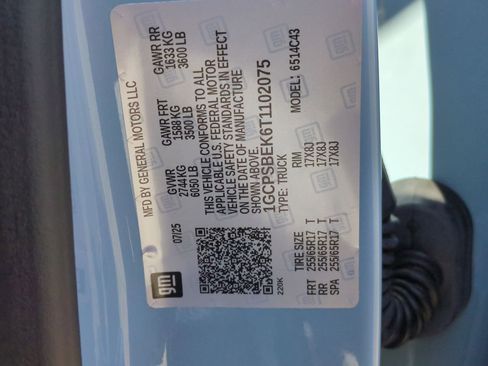 MFD BY GENERAL MOTORS LLC
07/25
GVWR
2744 KG
6050 LB
GAWR FRT
1588 KG
3500 LB
GAWR RR
1633 KG
3600 LB
THIS VEHICLE CONFORMS TO ALL
APPLICABLE U.S. FEDERAL MOTOR
VEHICLE SAFETY STANDARDS IN EFFECT
ON THE DATE OF MANUFACTURE
SHOWN ABOVE.
1GCPSBEK6T1102075
TYPE: TRUCK
MODEL: 6514C43
220K
TIRE SIZE RIM
FRT 255/65R17 T 17X8J
RR 255/65R17 T 17X8J
SPA 255/65R17 T 17X8J
gm